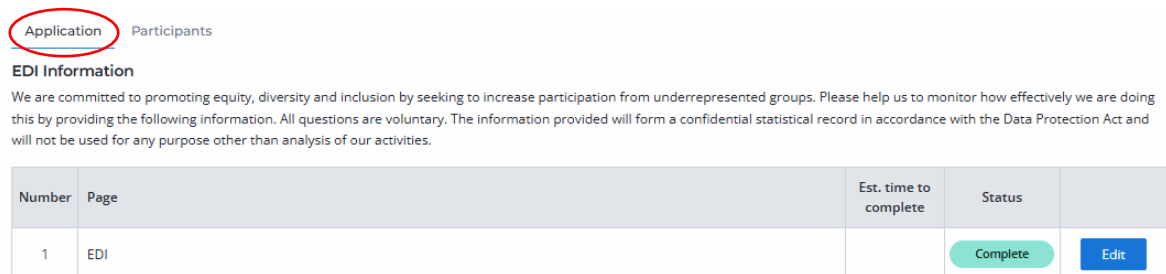 Application Participants
EDI Information
We are committed to promoting equity, diversity and inclusion by seeking to increase participation from underrepresented groups. Please help us to monitor how effectively we are doing
this by providing the following information. All questions are voluntary. The information provided will form a confidential statistical record in accordance with the Data Protection Act and
will not be used for any purpose other than analysis of our activities.
Number Page Est. time to complete Status
1 EDI Complete Edit